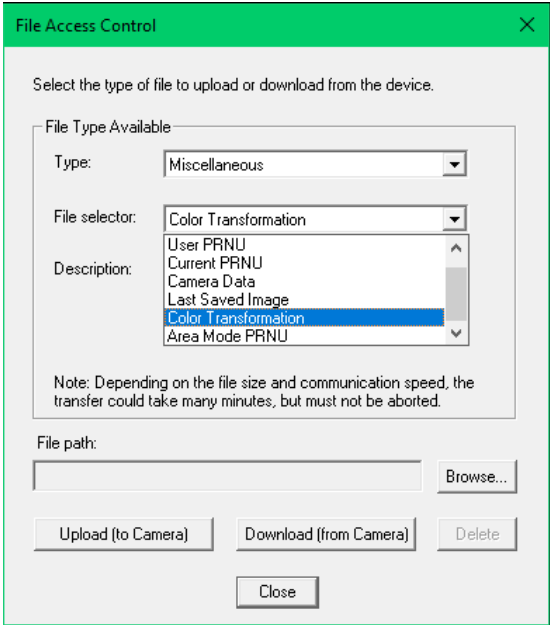 File Access Control
Select the type of file to upload or download from the device.
File Type Available
Type:
Miscellaneous
File selector:
Color Transformation
User PRNU
Current PRNU
Camera Data
Last Saved Image
Color Transformation
Area Mode PRNU
Description:
Note: Depending on the file size and communication speed, the
transfer could take many minutes, but must not be aborted.
File path:
Browse...
Upload (to Camera)
Download (from Camera)
Delete
Close